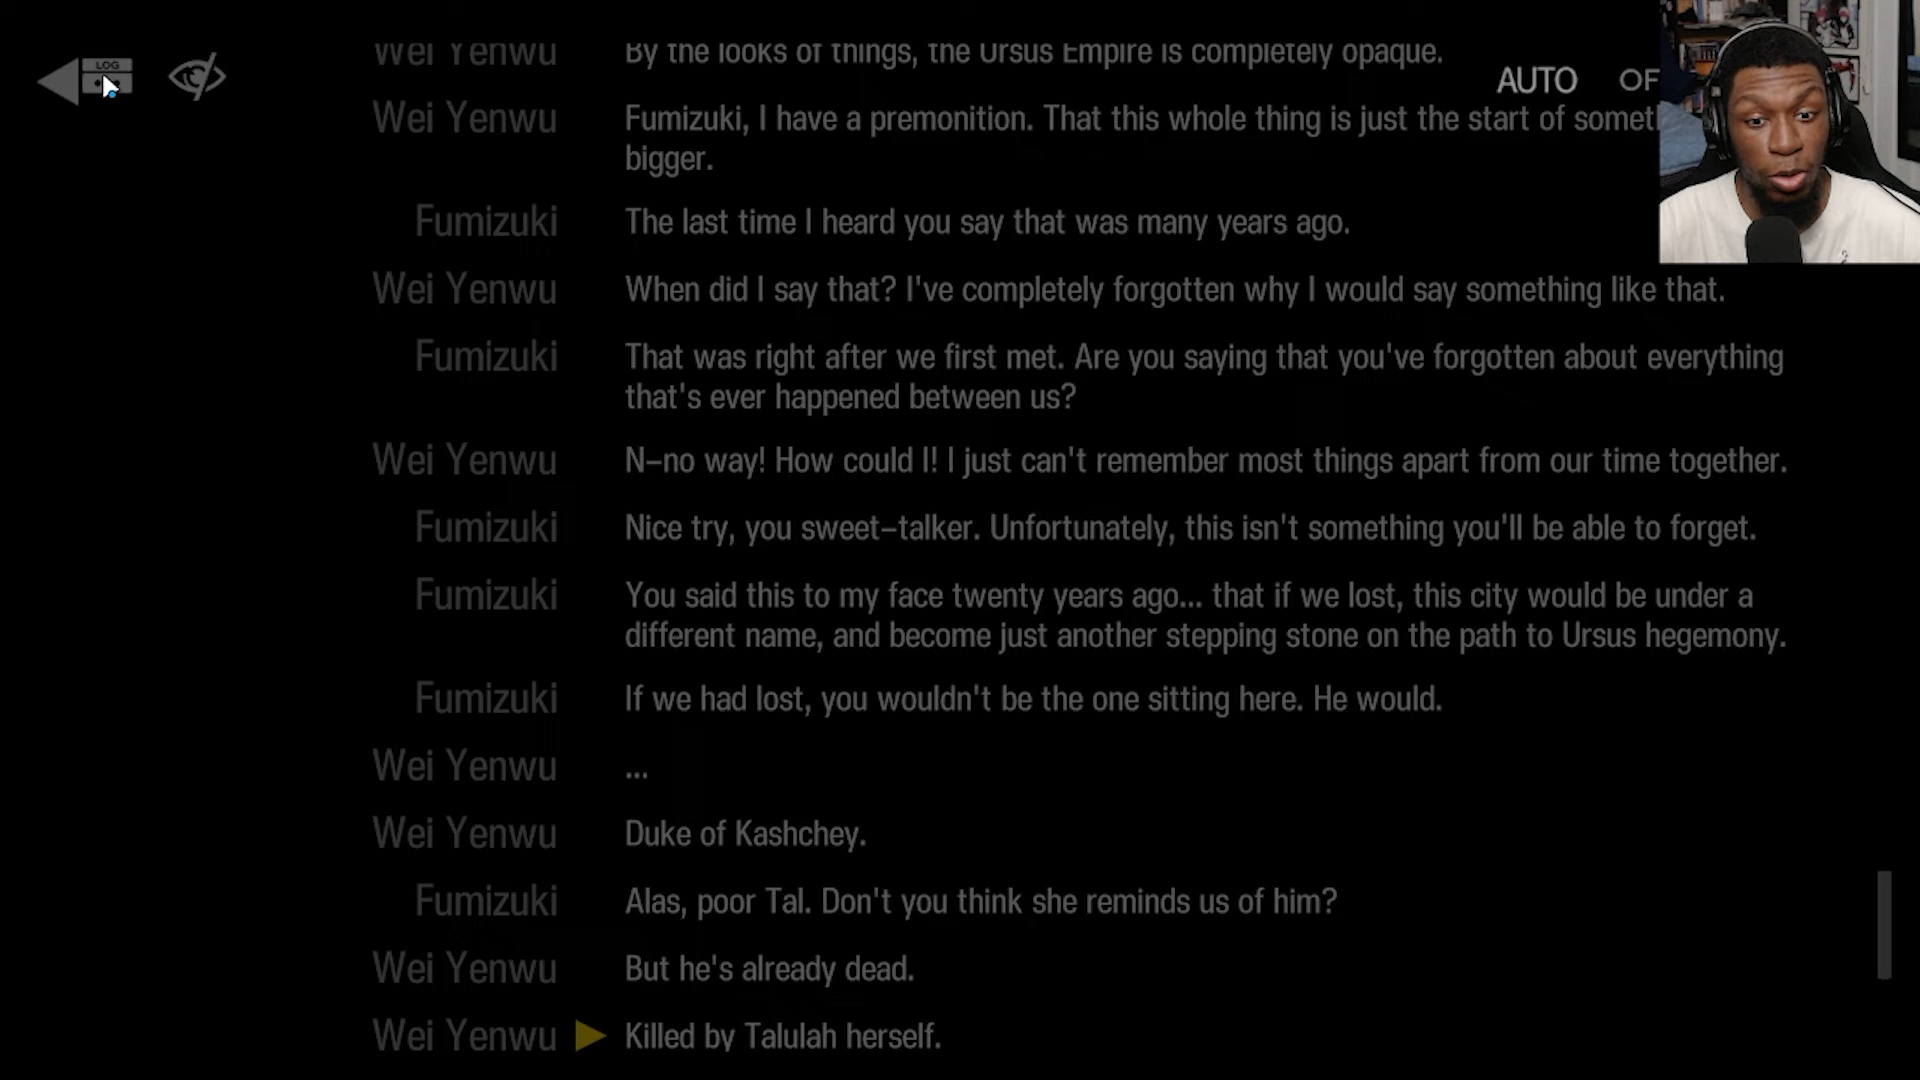 LOG
Wei Yenwu By the looks of things, the Ursus Empire is completely opaque.
AUTO OF
Wei Yenwu Fumizuki, I have a premonition. That this whole thing is just the start of
bigger.
Fumizuki The last time I heard you say that was many years ago.
Wei Yenwu When did I say that? I've completely forgotten why I would say something like that.
Fumizuki That was right after we first met. Are you saying that you've forgotten about everything
that's ever happened between us?
Wei Yenwu N-no way! How could I! I just can't remember most things apart from our time together.
Fumizuki Nice try, you sweet-talker. Unfortunately, this isn't something you'll be able to forget.
Fumizuki You said this to my face twenty years ago... that if we lost, this city would be under a
different name, and become just another stepping stone on the path to Ursus hegemony.
Fumizuki If we had lost, you wouldn't be the one sitting here. He would.
Wei Yenwu ...
Wei Yenwu Duke of Kashchey.
Fumizuki Alas, poor Tal. Don't you think she reminds us of him?
Wei Yenwu But he's already dead.
Wei Yenwu Killed by Talulah herself.